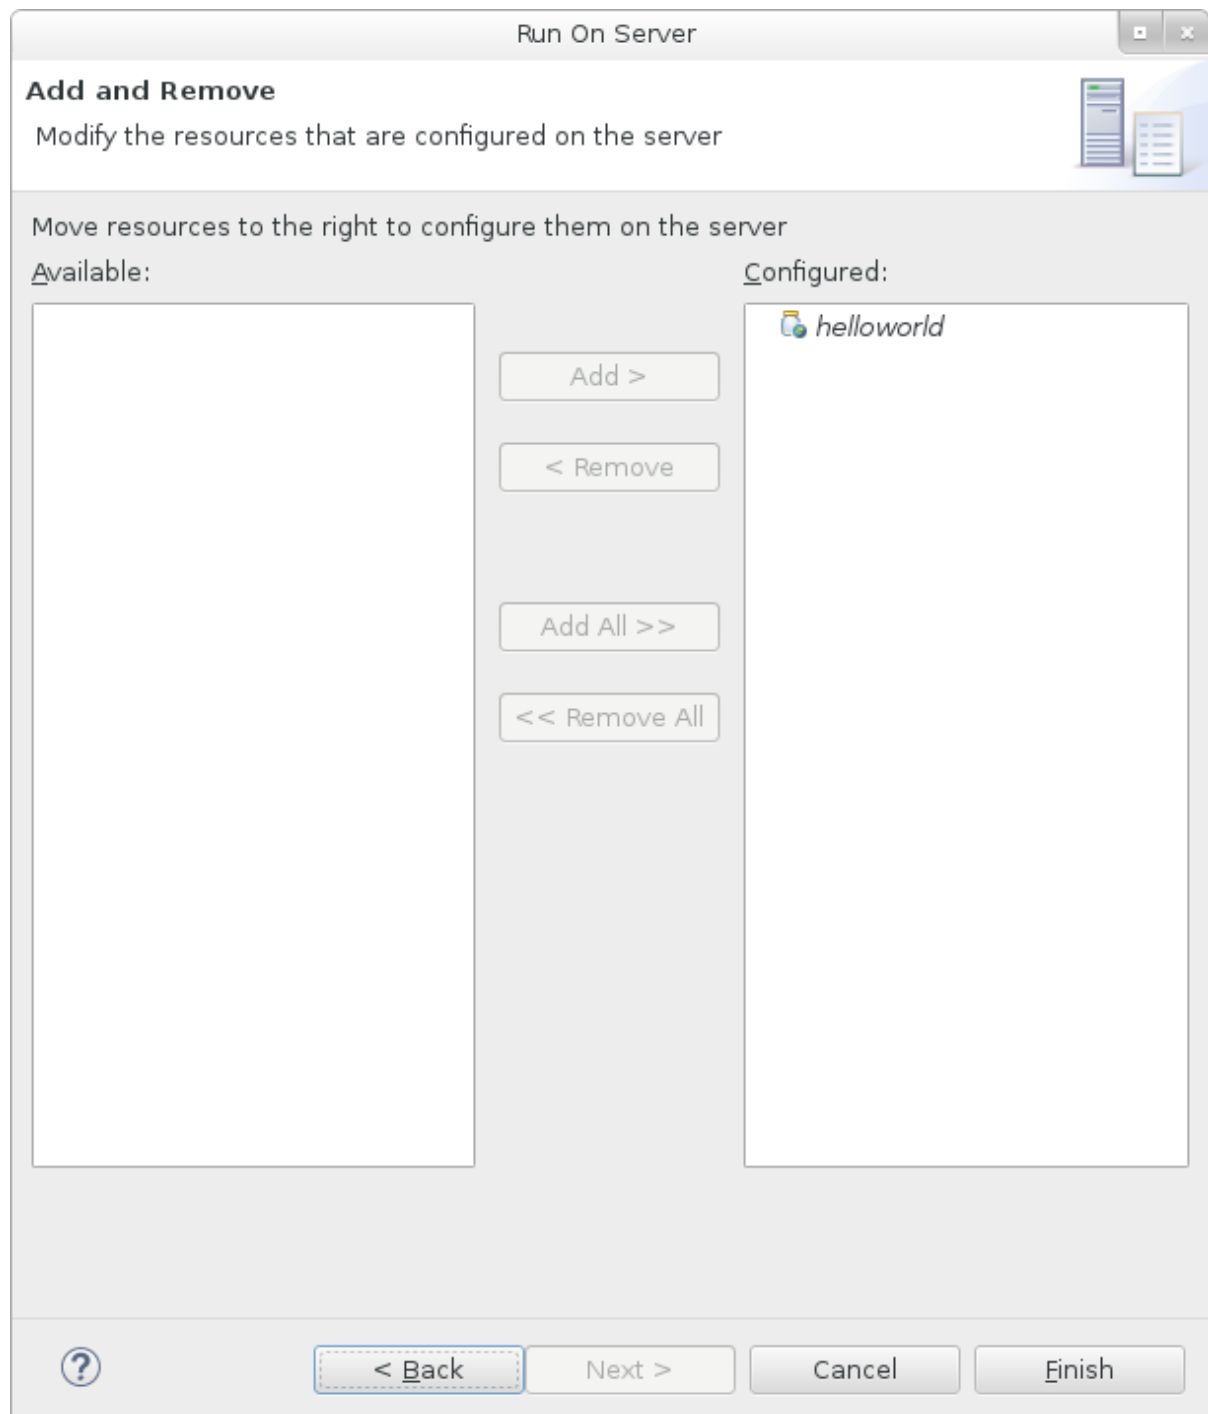 Run On Server
Add and Remove
Modify the resources that are configured on the server
Move resources to the right to configure them on the server
Available:
Configured:
helloworld
Add >
< Remove
Add All >>
<< Remove All
?
< Back
Next >
Cancel
Finish